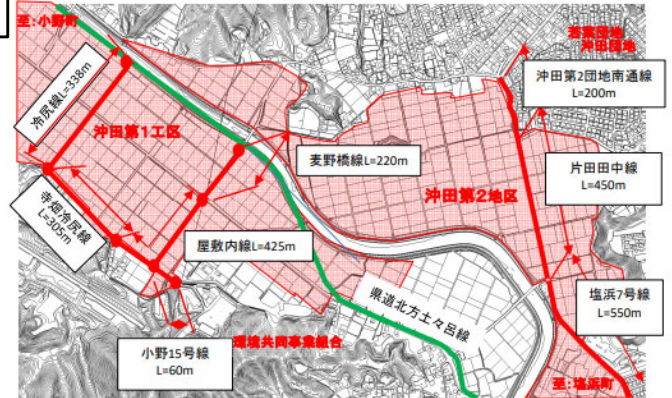 至:小野町
冷尻線L=338m
沖田第1工区
寺畑冷尻線
L=305m
小野15号線
L=60m
環境共同事業組合
屋敷内線L=425m
麦野橋線L=220m
県道北方土々呂線
沖田第2地区
若葉団地
沖田団地
沖田第2団地南通線
L=200m
片田田中線
L=450m
塩浜7号線
L=550m
至:塩浜町